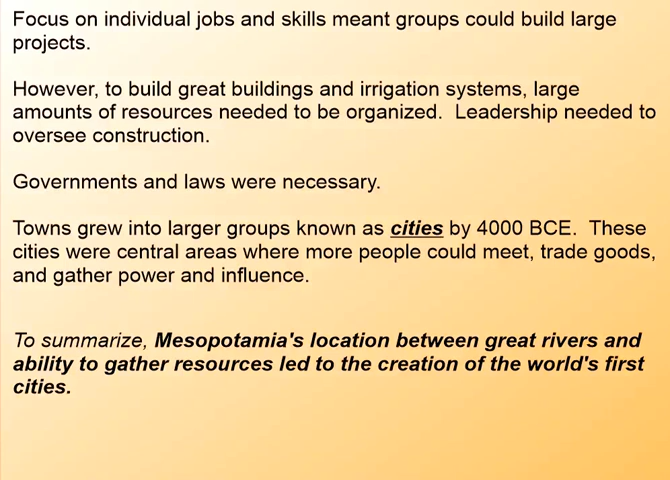 Focus on individual jobs and skills meant groups could build large
projects.
However, to build great buildings and irrigation systems, large
amounts of resources needed to be organized.  Leadership needed to
oversee construction.
Governments and laws were necessary.
Towns grew into larger groups known as cities by 4000 BCE.  These
cities were central areas where more people could meet, trade goods,
and gather power and influence.
To summarize, Mesopotamia's location between great rivers and
ability to gather resources led to the creation of the world's first
cities.